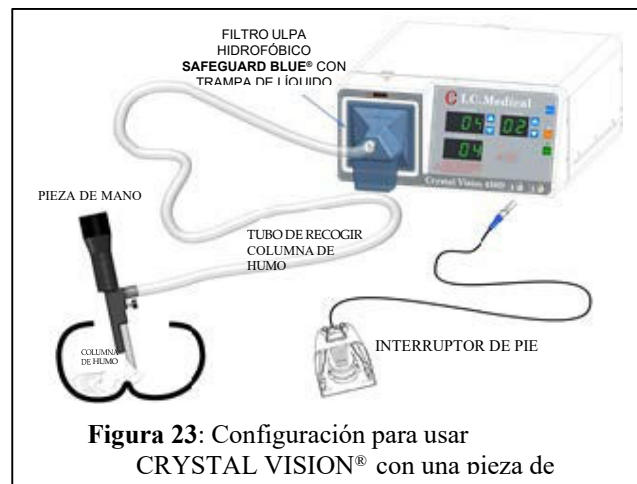 FILTRO ULPA
HIDROFÓBICO
SAFEGUARD BLUE® CON
TRAMPA DE LÍQUIDO
I.C. Medical
04 02
04
Crystal Vision
PIEZA DE MANO
TUBO DE RECOGIR
COLUMNA DE
HUMO
COLUMNA
DE HUMO
INTERRUPTOR DE PIE
Figura 23: Configuración para usar
CRYSTAL VISION® con una pieza de